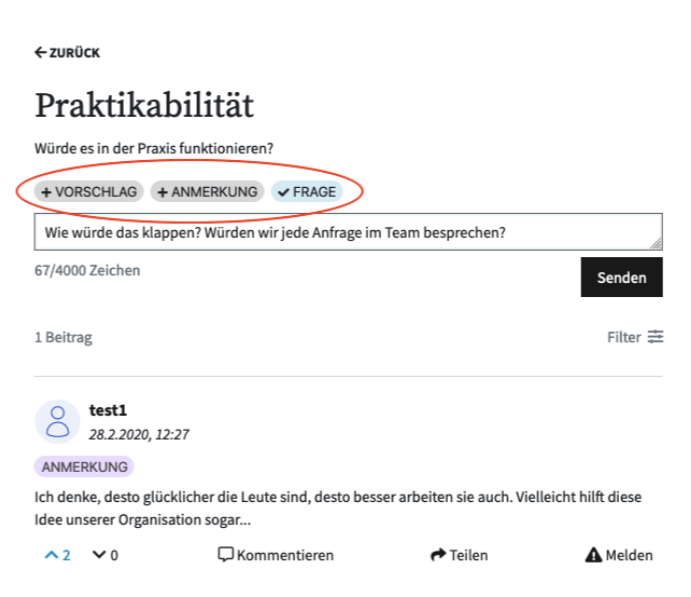 ZURÜCK
Praktikabilität
Würde es in der Praxis funktionieren?
VORSCHLAG ANMERKUNG FRAGE
Wie würde das klappen? Würden wir jede Anfrage im Team besprechen?
67/4000 Zeichen
Senden
1 Beitrag
Filter
test1
28.2.2020, 12:27
ANMERKUNG
Ich denke, desto glücklicher die Leute sind, desto besser arbeiten sie auch. Vielleicht hilft diese
Idee unserer Organisation sogar...
2 0 Kommentieren Teilen Melden